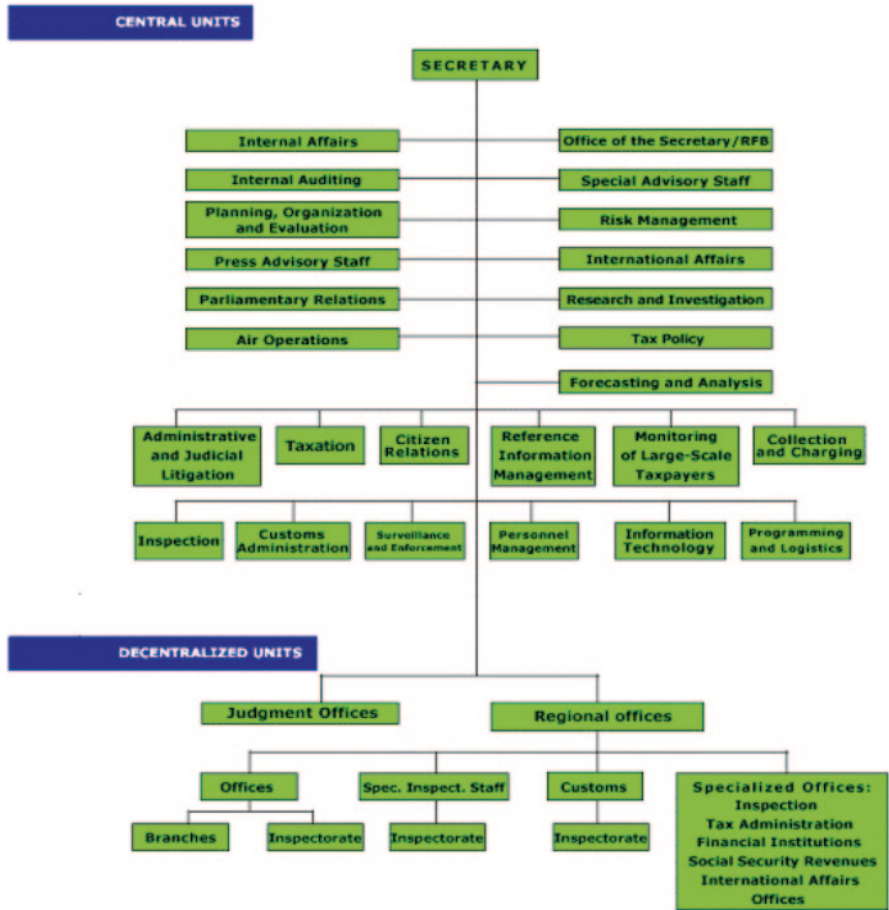 CENTRAL UNITS
SECRETARY
Internal Affairs
Office of the Secretary/RFB
Internal Auditing
Special Advisory Staff
Planning, Organization
and Evaluation
Risk Management
Press Advisory Staff
International Affairs
Parliamentary Relations
Research and Investigation
Air Operations
Tax Policy
Forecasting and Analysis
Administrative
and Judicial
Litigation
Taxation
Citizen
Relations
Reference
Information
Management
Monitoring
of Large-Scale
Taxpayers
Collection
and Charging
Inspection
Customs
Administration
Surveillance
and Enforcement
Personnel
Management
Information
Technology
Programming
and Logistics
DECENTRALIZED UNITS
Judgment Offices
Regional offices
Offices
Spec. Inspect. Staff
Customs
Specialized Offices:
Inspection
Tax Administration
Financial Institutions
Social Security Revenues
International Affairs
Offices
Branches
Inspectorate
Inspectorate
Inspectorate